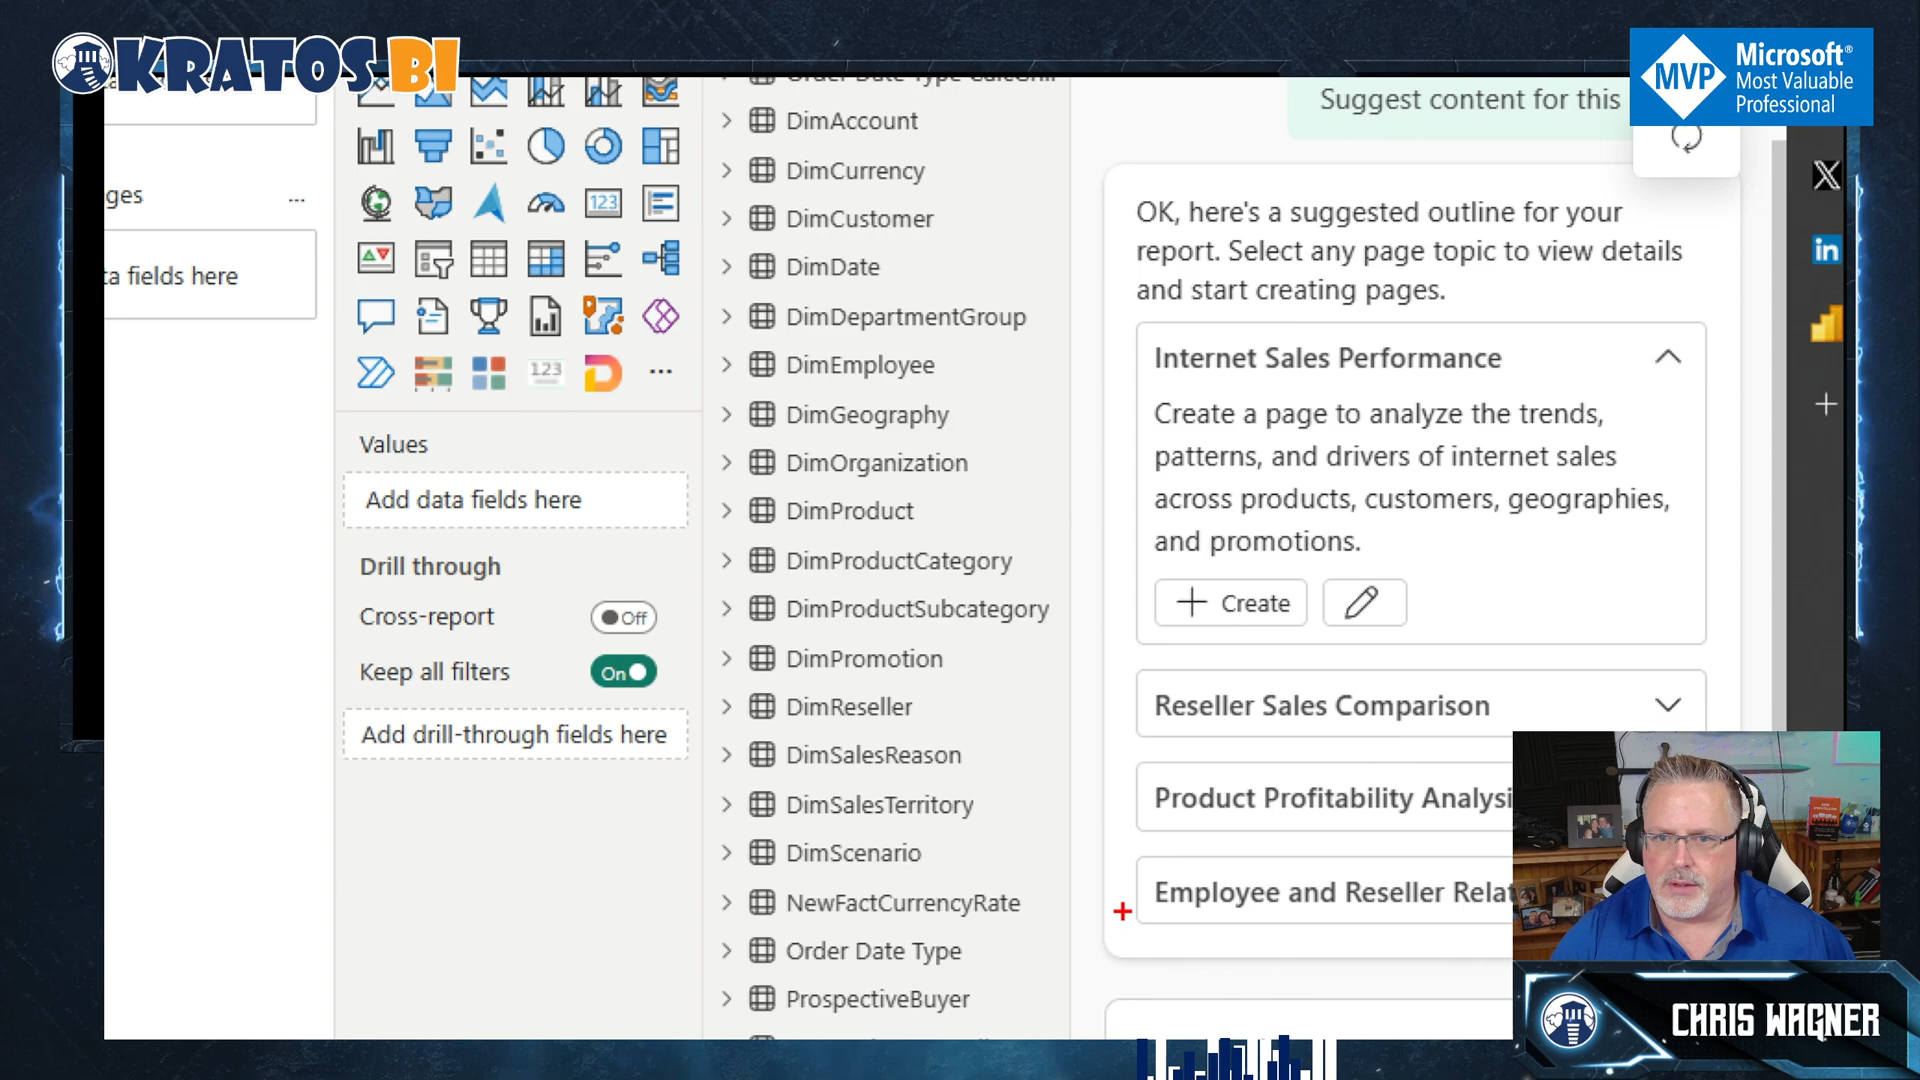 KRATOS BI
Microsoft®
Most Valuable
Professional
MVP
Suggest content for this
ges
...
ta fields here
123
123
...
Values
Add data fields here
Drill through
Cross-report
Off
Keep all filters
On
Add drill-through fields here
DimAccount
DimCurrency
DimCustomer
DimDate
DimDepartmentGroup
DimEmployee
DimGeography
DimOrganization
DimProduct
DimProductCategory
DimProductSubcategory
DimPromotion
DimReseller
DimSalesReason
DimSalesTerritory
DimScenario
NewFactCurrencyRate
Order Date Type
ProspectiveBuyer
OK, here's a suggested outline for your
report. Select any page topic to view details
and start creating pages.
Internet Sales Performance
Create a page to analyze the trends,
patterns, and drivers of internet sales
across products, customers, geographies,
and promotions.
Create
Reseller Sales Comparison
Product Profitability Analysi
Employee and Reseller Relat
X
in
CHRIS WAGNER